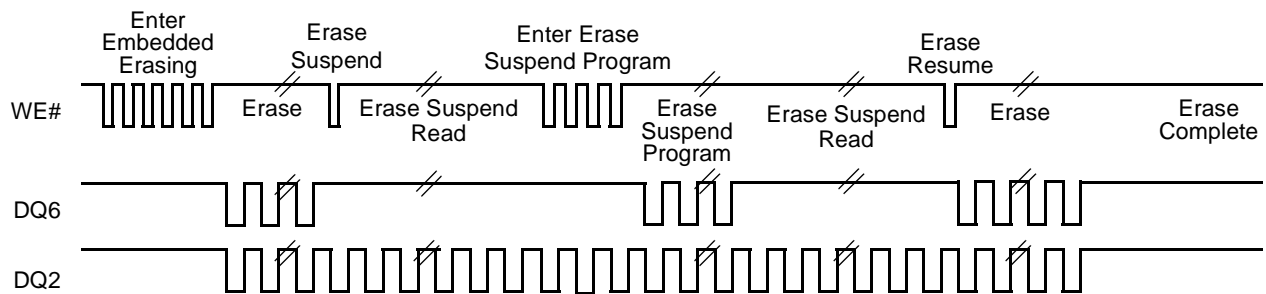 Enter
Embedded
Erasing
Erase
Suspend
Enter Erase
Suspend Program
Erase
Resume
WE#
Erase
Erase Suspend
Read
Erase
Suspend
Program
Erase Suspend
Read
Erase
Erase
Complete
DQ6
DQ2